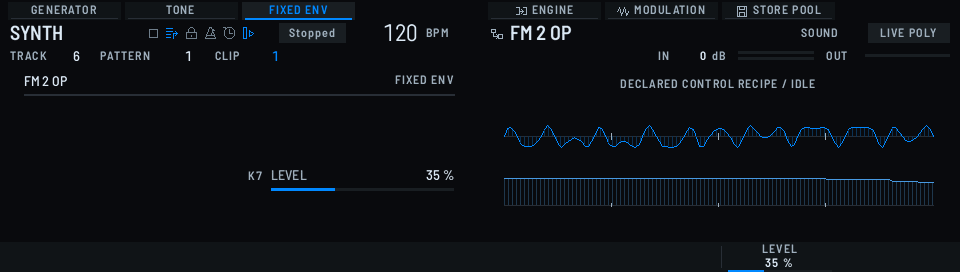 GENERATOR TONE FIXED ENV ENGINE MODULATION STORE POOL
SYNTH Stopped 120 BPM FM 2 OP SOUND LIVE POLY
TRACK 6 PATTERN 1 CLIP 1 IN 0 dB OUT
FM 2 OP FIXED ENV DECLARED CONTROL RECIPE / IDLE
K7 LEVEL 35 %
LEVEL
35 %